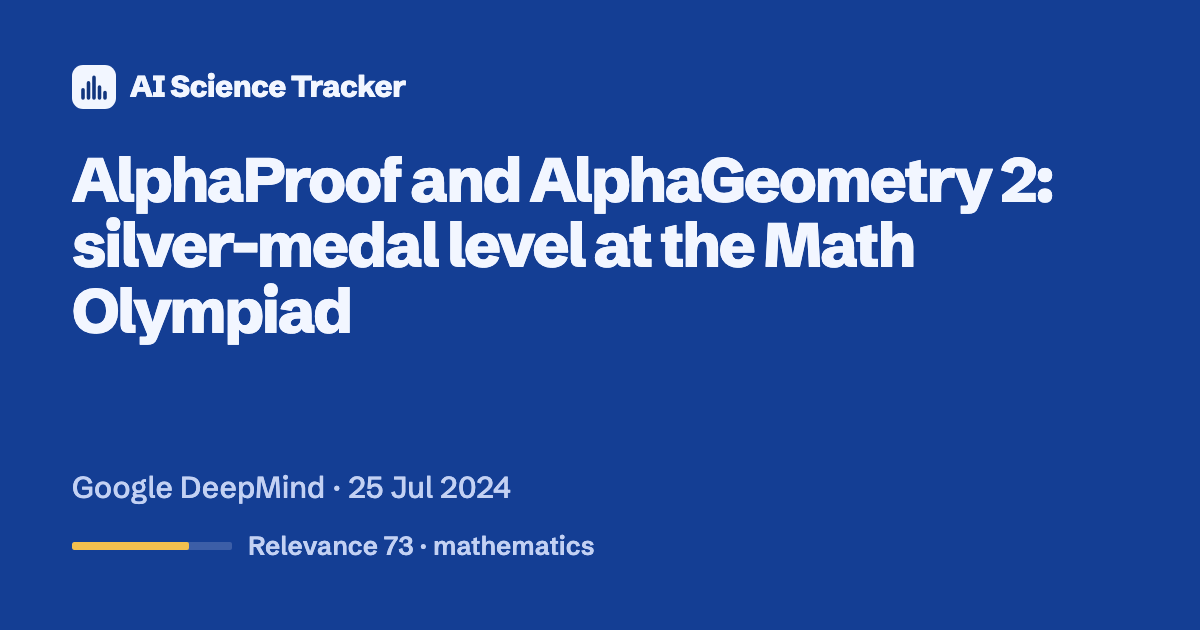 AI Science Tracker
AlphaProof and AlphaGeometry 2:
silver-medal level at the Math
Olympiad
Google DeepMind · 25 Jul 2024
Relevance 73 · mathematics